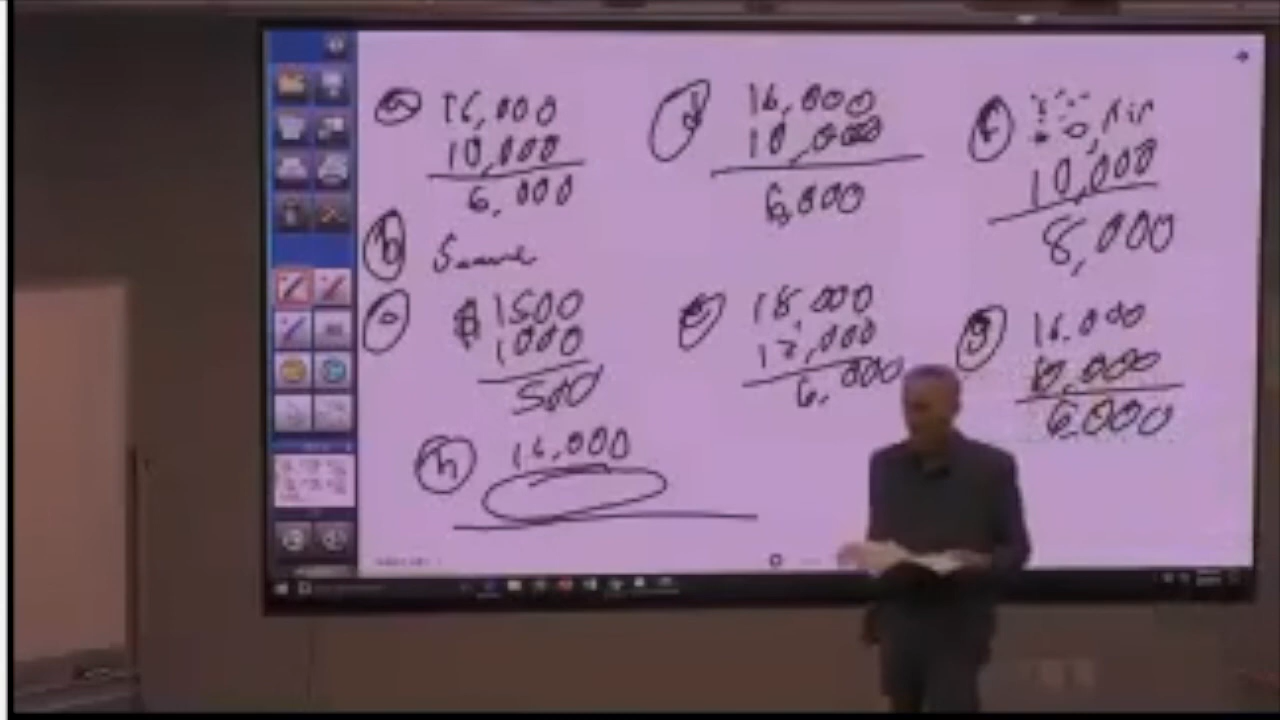 a 16,000
10,000
6,000
b Same
c $1500
1000
500
d 16,000
10,000
6,000
e 18,000
12,000
6,000
f
10,000
8,000
g 16,000
10,000
6,000
h 16,000